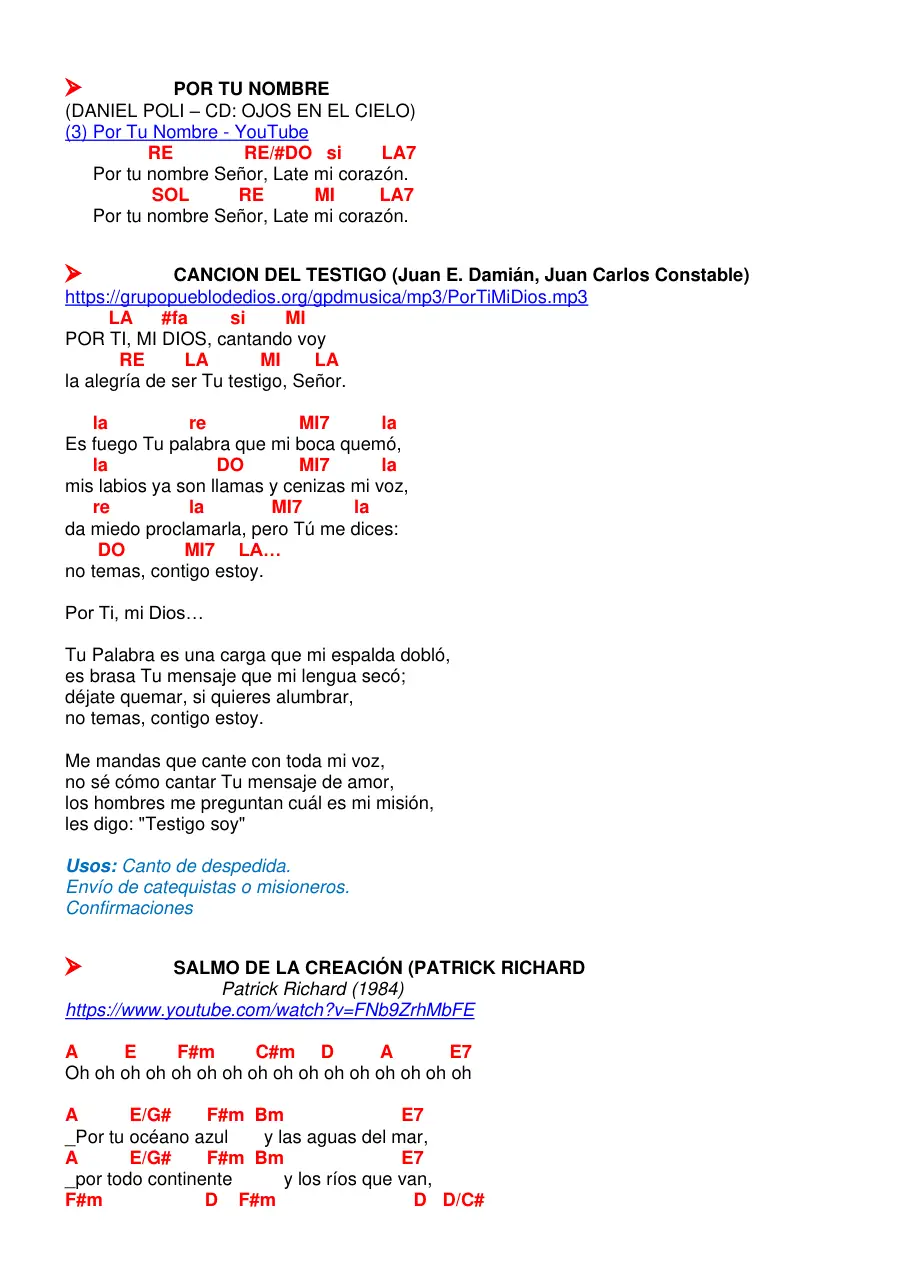 ➢ POR TU NOMBRE
(DANIEL POLI – CD: OJOS EN EL CIELO)
(3) Por Tu Nombre - YouTube
RE RE/#DO si LA7
Por tu nombre Señor, Late mi corazón.
SOL RE MI LA7
Por tu nombre Señor, Late mi corazón.
➢ CANCION DEL TESTIGO (Juan E. Damián, Juan Carlos Constable)
https://grupopueblodedios.org/gpdmusica/mp3/PorTiMiDios.mp3
LA #fa si MI
POR TI, MI DIOS, cantando voy
RE LA MI LA
la alegría de ser Tu testigo, Señor.
la re MI7 la
Es fuego Tu palabra que mi boca quemó,
la DO MI7 la
mis labios ya son llamas y cenizas mi voz,
re la MI7 la
da miedo proclamarla, pero Tú me dices:
DO MI7 LA…
no temas, contigo estoy.
Por Ti, mi Dios…
Tu Palabra es una carga que mi espalda dobló,
es brasa Tu mensaje que mi lengua secó;
déjate quemar, si quieres alumbrar,
no temas, contigo estoy.
Me mandas que cante con toda mi voz,
no sé cómo cantar Tu mensaje de amor,
los hombres me preguntan cuál es mi misión,
les digo: "Testigo soy"
Usos: Canto de despedida.
Envío de catequistas o misioneros.
Confirmaciones
➢ SALMO DE LA CREACIÓN (PATRICK RICHARD
Patrick Richard (1984)
https://www.youtube.com/watch?v=FNb9ZrhMbFE
A E F#m C#m D A E7
Oh oh oh oh oh oh oh oh oh oh oh oh oh oh oh oh
A E/G# F#m Bm E7
_Por tu océano azul y las aguas del mar,
A E/G# F#m Bm E7
_por todo continente y los ríos que van,
F#m D F#m D D/C#